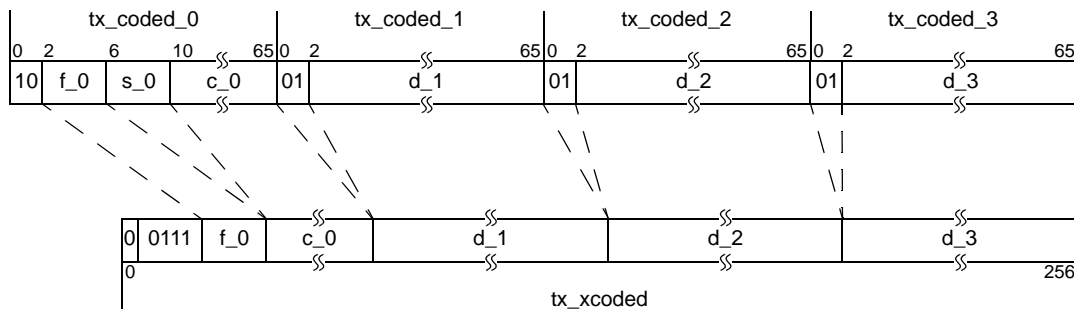 tx_coded_0 tx_coded_1 tx_coded_2 tx_coded_3
0 2 6 10 65 0 2 65 0 2 65 0 2 65
10 f_0 s_0 c_0 01 d_1 01 d_2 01 d_3
0 0111 f_0 c_0 d_1 d_2 d_3
0 256
tx_xcoded